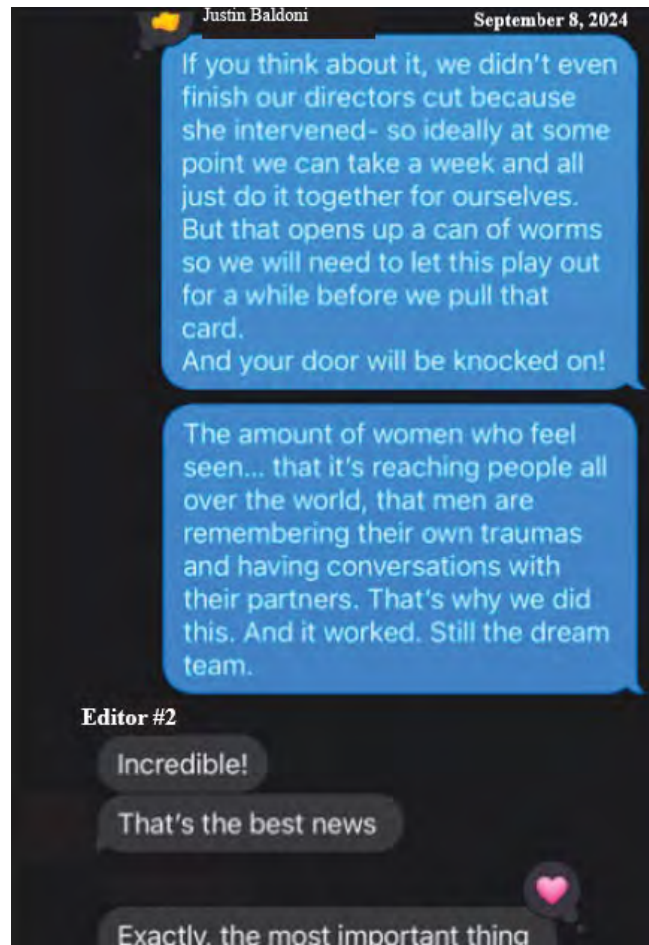 Justin Baldoni
September 8, 2024
If you think about it, we didn't even
finish our directors cut because
she intervened- so ideally at some
point we can take a week and all
just do it together for ourselves.
But that opens up a can of worms
so we will need to let this play out
for a while before we pull that
card.
And your door will be knocked on!
The amount of women who feel
seen... that it's reaching people all
over the world, that men are
remembering their own traumas
and having conversations with
their partners. That's why we did
this. And it worked. Still the dream
team.
Editor #2
Incredible!
That's the best news
Exactly, the most important thing